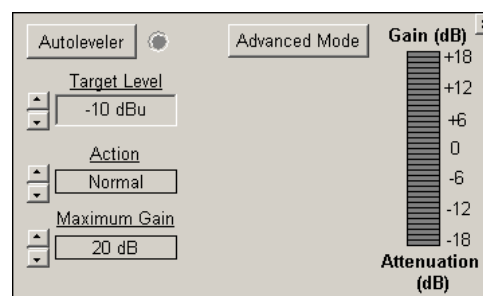 Autoleveler
Advanced Mode
Target Level
-10 dBu
Action
Normal
Maximum Gain
20 dB
Gain (dB)
+18
+12
+6
0
-6
-12
-18
Attenuation
(dB)